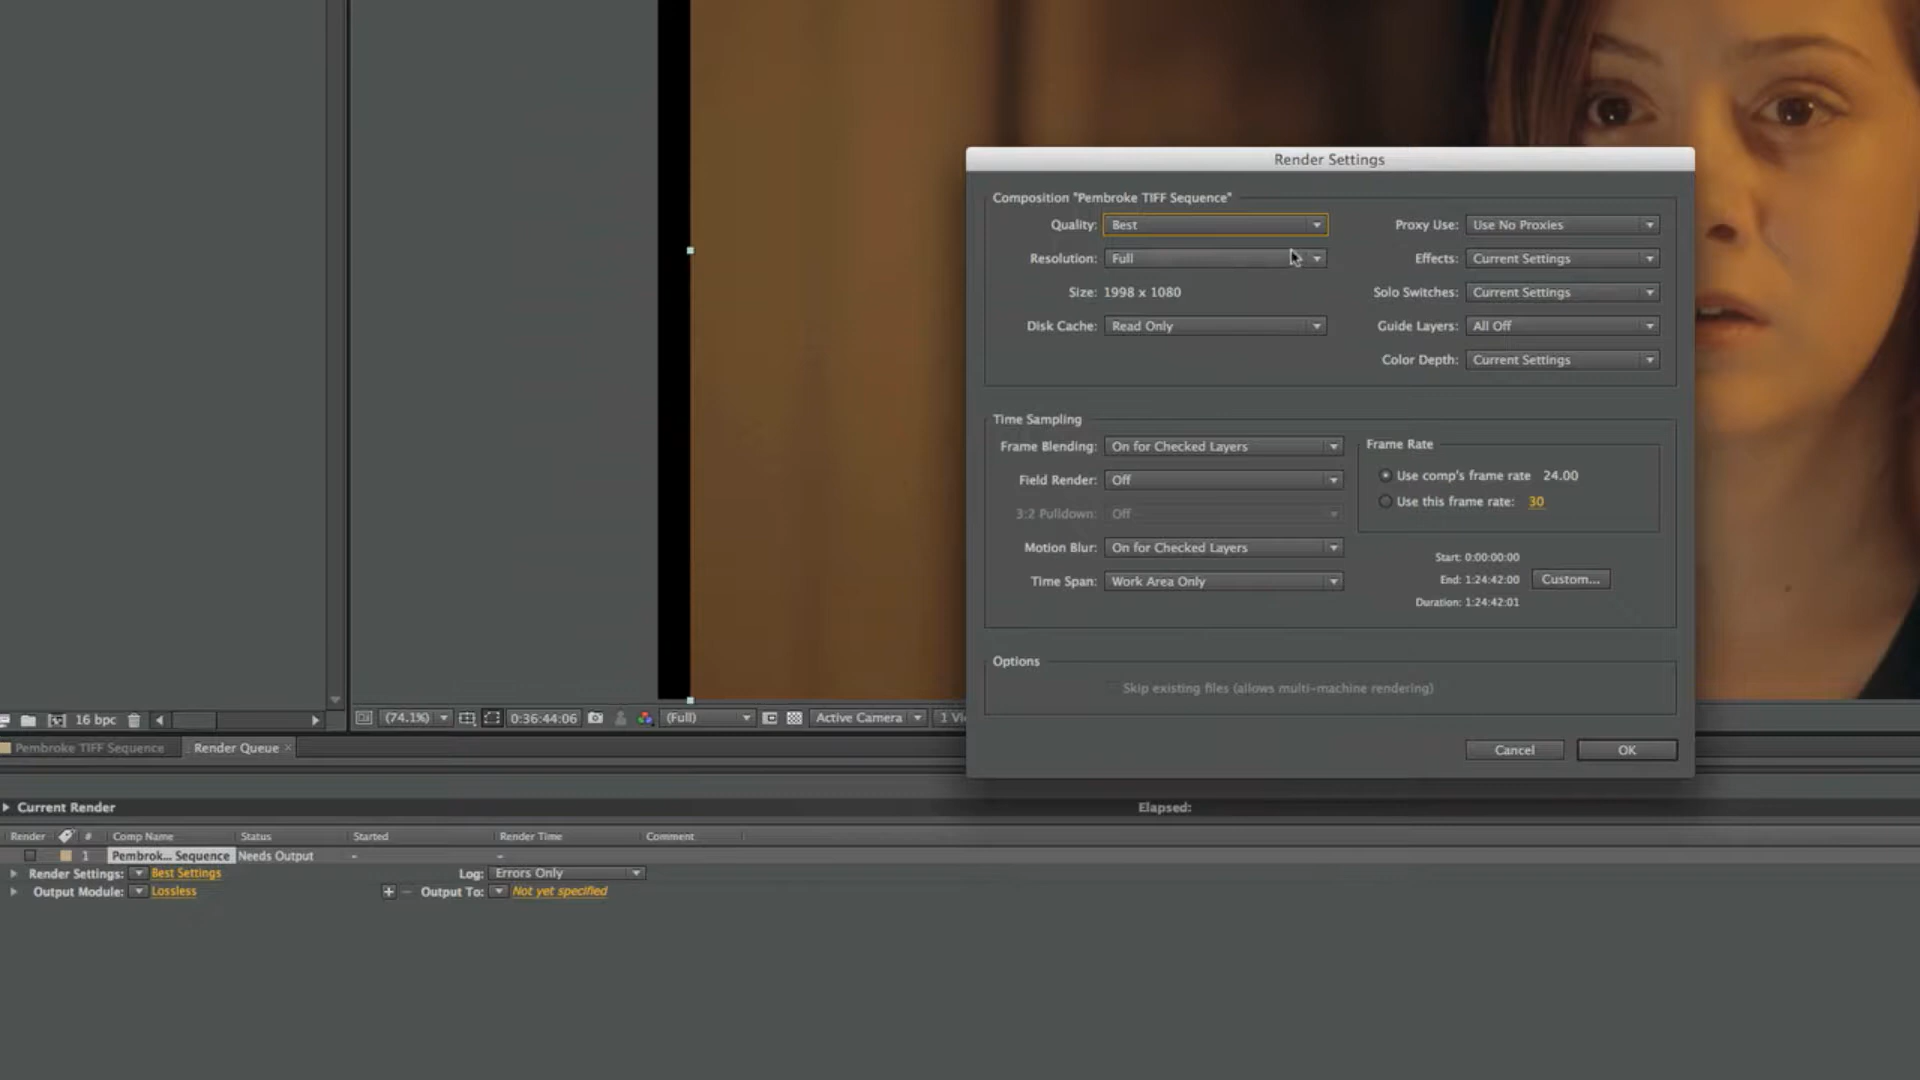 Render Settings
Composition "Pembroke TIFF Sequence"
Quality: Best
Proxy Use: Use No Proxies
Resolution: Full
Effects: Current Settings
Size: 1998 x 1080
Solo Switches: Current Settings
Disk Cache: Read Only
Guide Layers: All Off
Color Depth: Current Settings
Time Sampling
Frame Blending: On for Checked Layers
Frame Rate
Field Render: Off
Use comp's frame rate 24.00
3:2 Pulldown: Off
Use this frame rate: 30
Motion Blur: On for Checked Layers
Start: 0:00:00:00
Time Span: Work Area Only
End: 1:24:42:00 Custom...
Duration: 1:24:42:01
Options
Skip existing files (allows multi-machine rendering)
Cancel OK
16 bpc (74.1%) 0:36:44:06 (Full) Active Camera
Pembroke TIFF Sequence Render Queue ×
Current Render Elapsed:
Render # Comp Name Status Started Render Time Comment
1 Pembrok... Sequence Needs Output - -
Render Settings: Best Settings Log: Errors Only
Output Module: Lossless + – Output To: Not yet specified